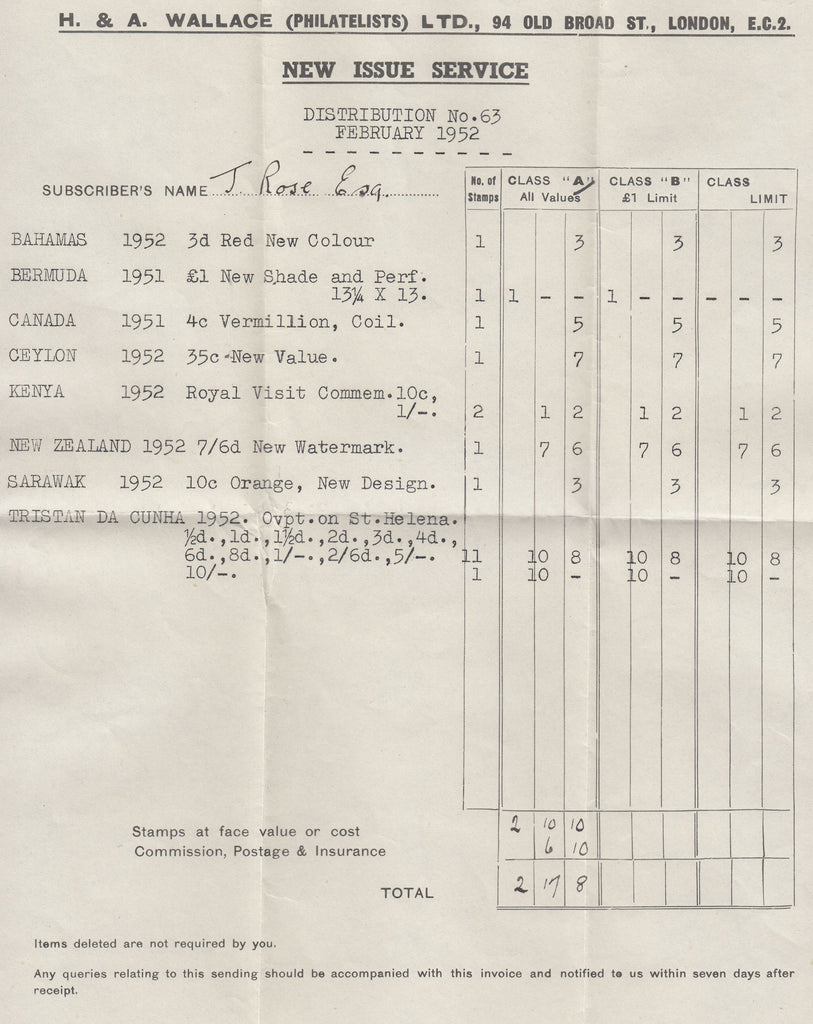 H. & A. WALLACE (PHILATELISTS) LTD., 94 OLD BROAD ST., LONDON, E.C.2.
NEW ISSUE SERVICE
DISTRIBUTION No.63
FEBRUARY 1952
- - - - - - - - - - -
SUBSCRIBER'S NAME J Rose Esq. No. of Stamps CLASS "A" All Values CLASS "B" £1 Limit CLASS LIMIT
BAHAMAS 1952 3d Red New Colour 1 3 3 3
BERMUDA 1951 £1 New Shade and Perf.
13¼ X 13. 1 1 - - 1 - - - - -
CANADA 1951 4c Vermillion, Coil. 1 5 5 5
CEYLON 1952 35c -New Value. 1 7 7 7
KENYA 1952 Royal Visit Commem.10c,
1/-. 2 1 2 1 2 1 2
NEW ZEALAND 1952 7/6d New Watermark. 1 7 6 7 6 7 6
SARAWAK 1952 10c Orange, New Design. 1 3 3 3
TRISTAN DA CUNHA 1952. Ovpt.on St.Helena.
½d.,1d.,1½d.,2d.,3d.,4d.,
6d.,8d.,1/-.,2/6d.,5/-. 11 10 8 10 8 10 8
10/-. 1 10 - 10 - 10 -
Stamps at face value or cost 2 10 10
Commission, Postage & Insurance 6 10
TOTAL 2 17 8
Items deleted are not required by you.
Any queries relating to this sending should be accompanied with this invoice and notified to us within seven days after
receipt.